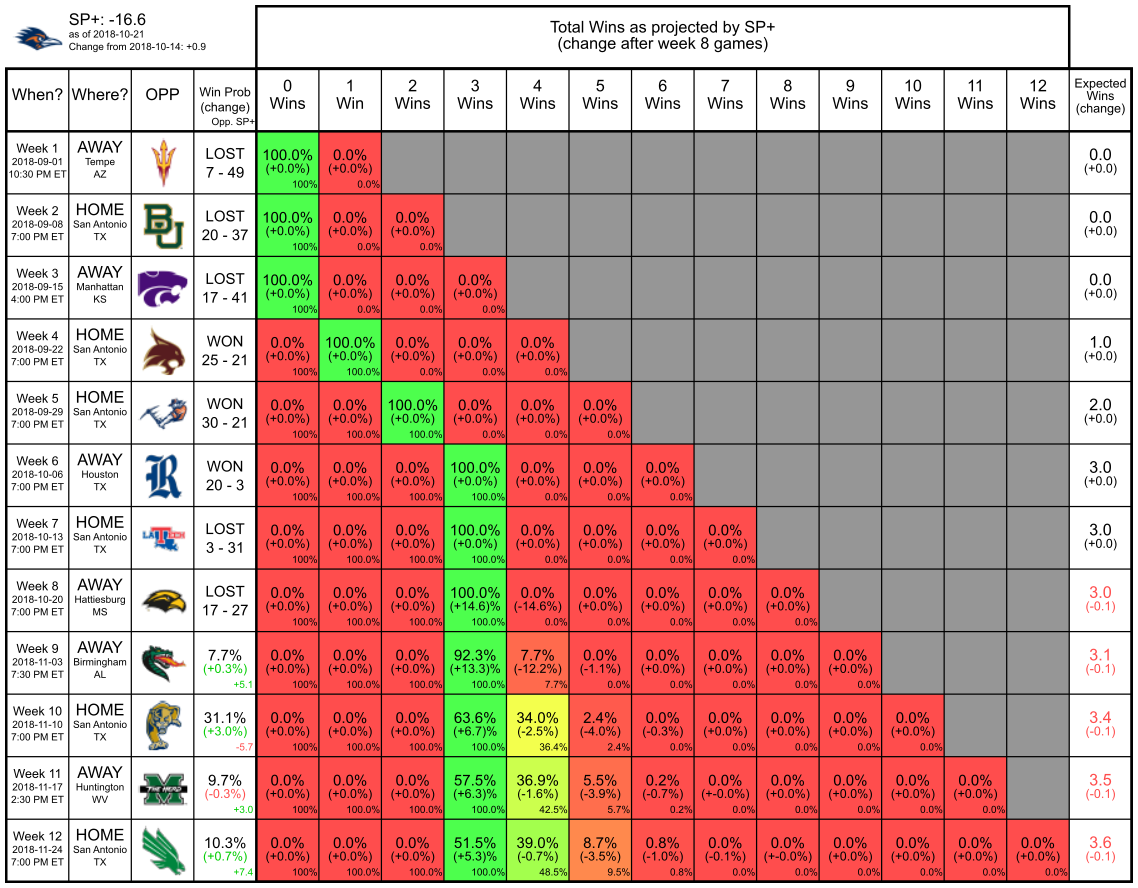 SP+: -16.6
as of 2018-10-21
Change from 2018-10-14: +0.9
Total Wins as projected by SP+
(change after week 8 games)
When? Where? OPP Win Prob (change) Opp. SP+ 0 Wins 1 Win 2 Wins 3 Wins 4 Wins 5 Wins 6 Wins 7 Wins 8 Wins 9 Wins 10 Wins 11 Wins 12 Wins Expected Wins (change)
Week 1 AWAY LOST 100.0% 0.0% 0.0
2018-09-01 Tempe 7 - 49 (+0.0%) (+0.0%) (+0.0)
10:30 PM ET AZ 100% 0.0%
Week 2 HOME BU LOST 100.0% 0.0% 0.0% 0.0
2018-09-08 San Antonio 20 - 37 (+0.0%) (+0.0%) (+0.0%) (+0.0)
7:00 PM ET TX 100% 0.0% 0.0%
Week 3 AWAY LOST 100.0% 0.0% 0.0% 0.0% 0.0
2018-09-15 Manhattan 17 - 41 (+0.0%) (+0.0%) (+0.0%) (+0.0%) (+0.0)
4:00 PM ET KS 100% 0.0% 0.0% 0.0%
Week 4 HOME WON 0.0% 100.0% 0.0% 0.0% 0.0% 1.0
2018-09-22 San Antonio 25 - 21 (+0.0%) (+0.0%) (+0.0%) (+0.0%) (+0.0%) (+0.0)
7:00 PM ET TX 100% 100.0% 0.0% 0.0% 0.0%
Week 5 HOME WON 0.0% 0.0% 100.0% 0.0% 0.0% 0.0% 2.0
2018-09-29 San Antonio 30 - 21 (+0.0%) (+0.0%) (+0.0%) (+0.0%) (+0.0%) (+0.0%) (+0.0)
7:00 PM ET TX 100% 100.0% 100.0% 0.0% 0.0% 0.0%
Week 6 AWAY R WON 0.0% 0.0% 0.0% 100.0% 0.0% 0.0% 0.0% 3.0
2018-10-06 Houston 20 - 3 (+0.0%) (+0.0%) (+0.0%) (+0.0%) (+0.0%) (+0.0%) (+0.0%) (+0.0)
7:00 PM ET TX 100% 100.0% 100.0% 100.0% 0.0% 0.0% 0.0%
Week 7 HOME LA TECH LOST 0.0% 0.0% 0.0% 100.0% 0.0% 0.0% 0.0% 0.0% 3.0
2018-10-13 San Antonio 3 - 31 (+0.0%) (+0.0%) (+0.0%) (+0.0%) (+0.0%) (+0.0%) (+0.0%) (+0.0%) (+0.0)
7:00 PM ET TX 100% 100.0% 100.0% 100.0% 0.0% 0.0% 0.0% 0.0%
Week 8 AWAY LOST 0.0% 0.0% 0.0% 100.0% 0.0% 0.0% 0.0% 0.0% 0.0% 3.0
2018-10-20 Hattiesburg 17 - 27 (+0.0%) (+0.0%) (+0.0%) (+14.6)% (-14.6%) (+0.0%) (+0.0%) (+0.0%) (+0.0%) (-0.1)
7:00 PM ET MS 100% 100.0% 100.0% 100.0% 0.0% 0.0% 0.0% 0.0% 0.0%
Week 9 AWAY 7.7% 0.0% 0.0% 0.0% 92.3% 7.7% 0.0% 0.0% 0.0% 0.0% 0.0% 3.1
2018-11-03 Birmingham (+0.3%) (+0.0%) (+0.0%) (+0.0%) (+13.3)% (-12.2%) (-1.1%) (+0.0%) (+0.0%) (+0.0%) (+0.0%) (-0.1)
7:30 PM ET AL +5.1 100% 100.0% 100.0% 100.0% 7.7% 0.0% 0.0% 0.0% 0.0% 0.0%
Week 10 HOME 31.1% 0.0% 0.0% 0.0% 63.6% 34.0% 2.4% 0.0% 0.0% 0.0% 0.0% 0.0% 3.4
2018-11-10 San Antonio (+3.0%) (+0.0%) (+0.0%) (+0.0%) (+6.7)% (-2.5%) (-4.0%) (-0.3%) (+0.0%) (+0.0%) (+0.0%) (+0.0%) (-0.1)
7:00 PM ET TX -5.7 100% 100.0% 100.0% 100.0% 36.4% 2.4% 0.0% 0.0% 0.0% 0.0% 0.0%
Week 11 AWAY M THE HERD 9.7% 0.0% 0.0% 0.0% 57.5% 36.9% 5.5% 0.2% 0.0% 0.0% 0.0% 0.0% 0.0% 3.5
2018-11-17 Huntington (-0.3%) (+0.0%) (+0.0%) (+0.0%) (+6.3)% (-1.6%) (-3.9%) (-0.7%) (+-0.0%) (+0.0%) (+0.0%) (+0.0%) (+0.0%) (-0.1)
2:30 PM ET WV +3.0 100% 100.0% 100.0% 100.0% 42.5% 5.7% 0.2% 0.0% 0.0% 0.0% 0.0% 0.0%
Week 12 HOME 10.3% 0.0% 0.0% 0.0% 51.5% 39.0% 8.7% 0.8% 0.0% 0.0% 0.0% 0.0% 0.0% 0.0% 3.6
2018-11-24 San Antonio (+0.7%) (+0.0%) (+0.0%) (+0.0%) (+5.3)% (-0.7%) (-3.5%) (-1.0%) (-0.1%) (+-0.0%) (+0.0%) (+0.0%) (+0.0%) (+0.0%) (-0.1)
7:00 PM ET TX +7.4 100% 100.0% 100.0% 100.0% 48.5% 9.5% 0.8% 0.0% 0.0% 0.0% 0.0% 0.0% 0.0%